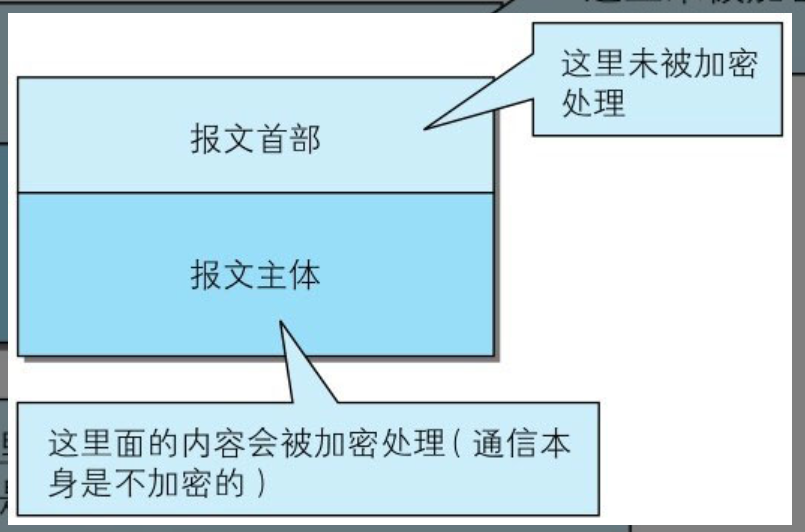 这里未被加密
处理
报文首部
报文主体
这里面的内容会被加密处理(通信本
身是不加密的)